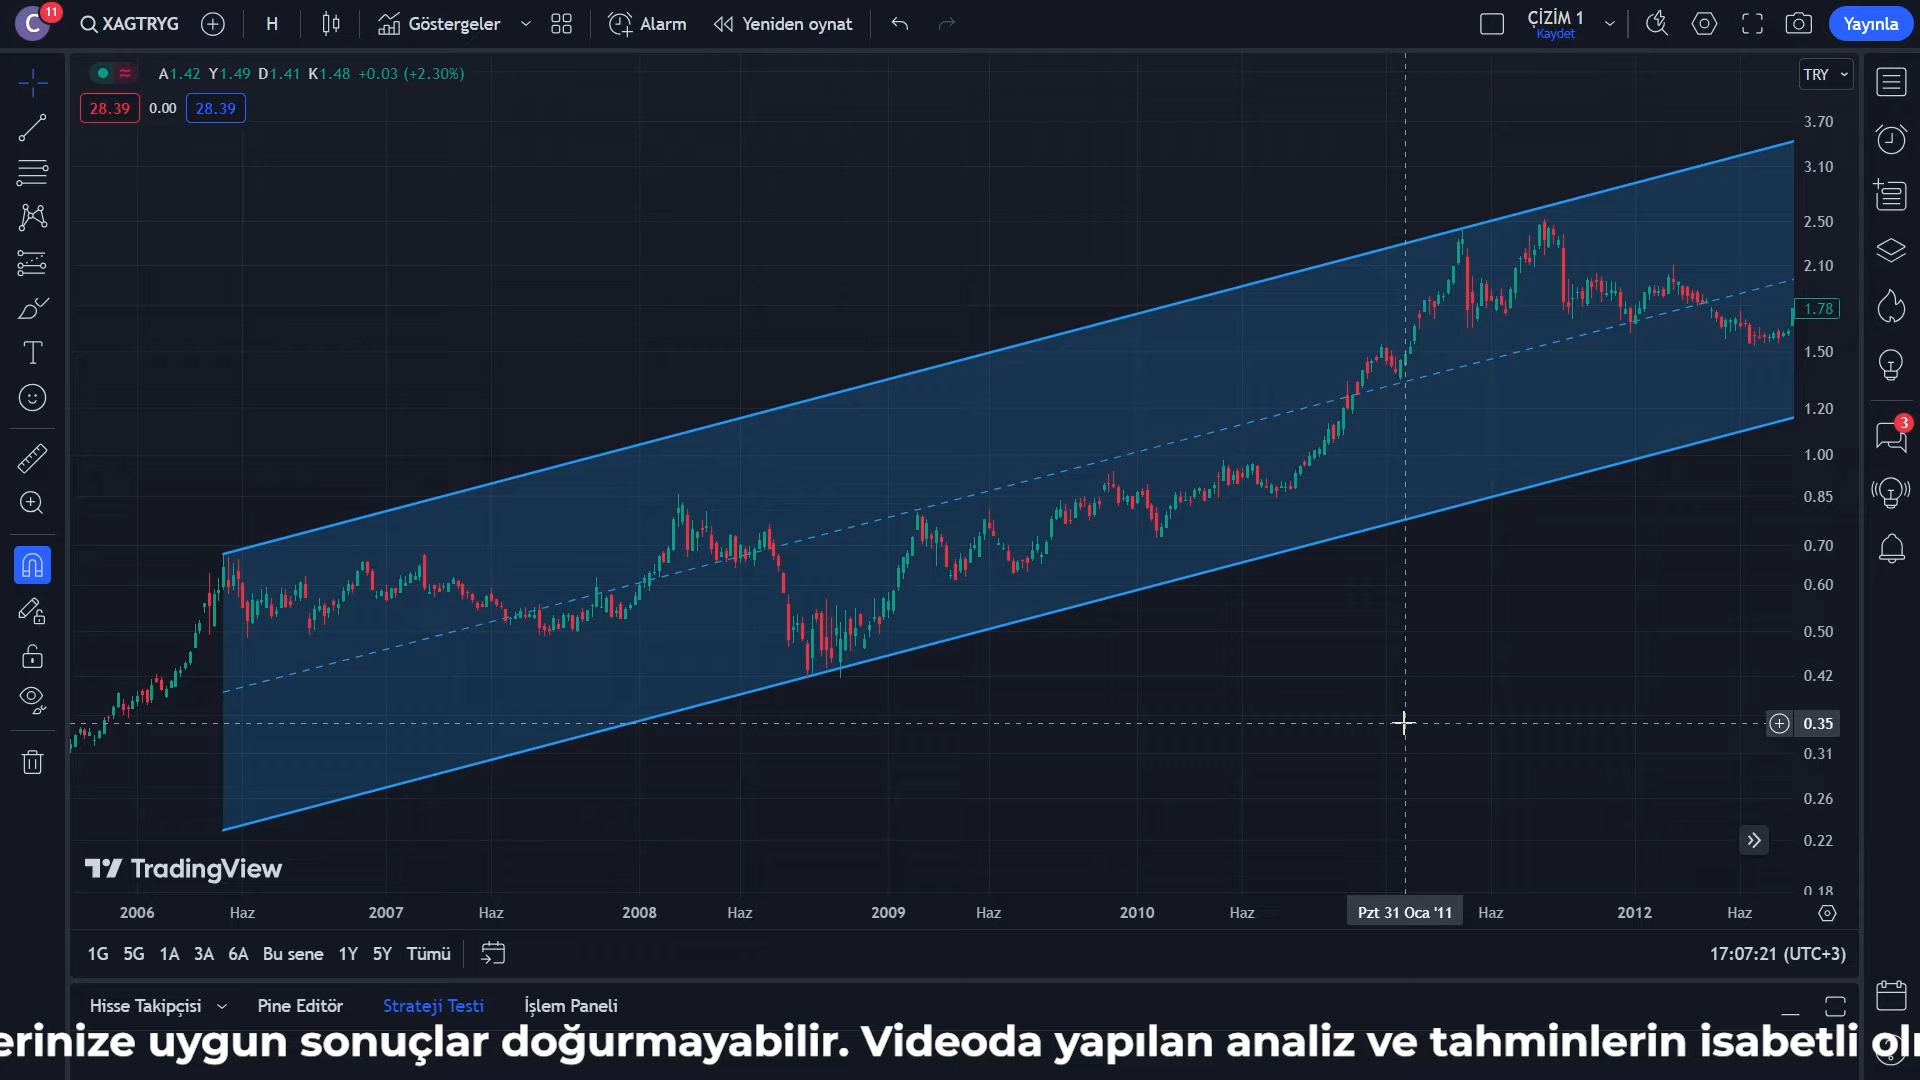 C 11 XAGTRYG H Göstergeler Alarm Yeniden oynat ÇİZİM 1 Kaydet Yayınla
A1.42 Y1.49 D1.41 K1.48 +0.03 (+2.30%) TRY
28.39 0.00 28.39
3.70
3.10
2.50
2.10
1.78
1.50
1.20
3
1.00
0.85
0.70
0.60
0.50
0.42
0.35
0.31
0.26
0.22
TradingView
0.18
2006 Haz 2007 Haz 2008 Haz 2009 Haz 2010 Haz Pzt 31 Oca '11 Haz 2012 Haz
1G 5G 1A 3A 6A Bu sene 1Y 5Y Tümü 17:07:21 (UTC+3)
Hisse Takipçisi Pine Editör Strateji Testi İşlem Paneli
erinize uygun sonuçlar doğurmayabilir. Videoda yapılan analiz ve tahminlerin isabetli